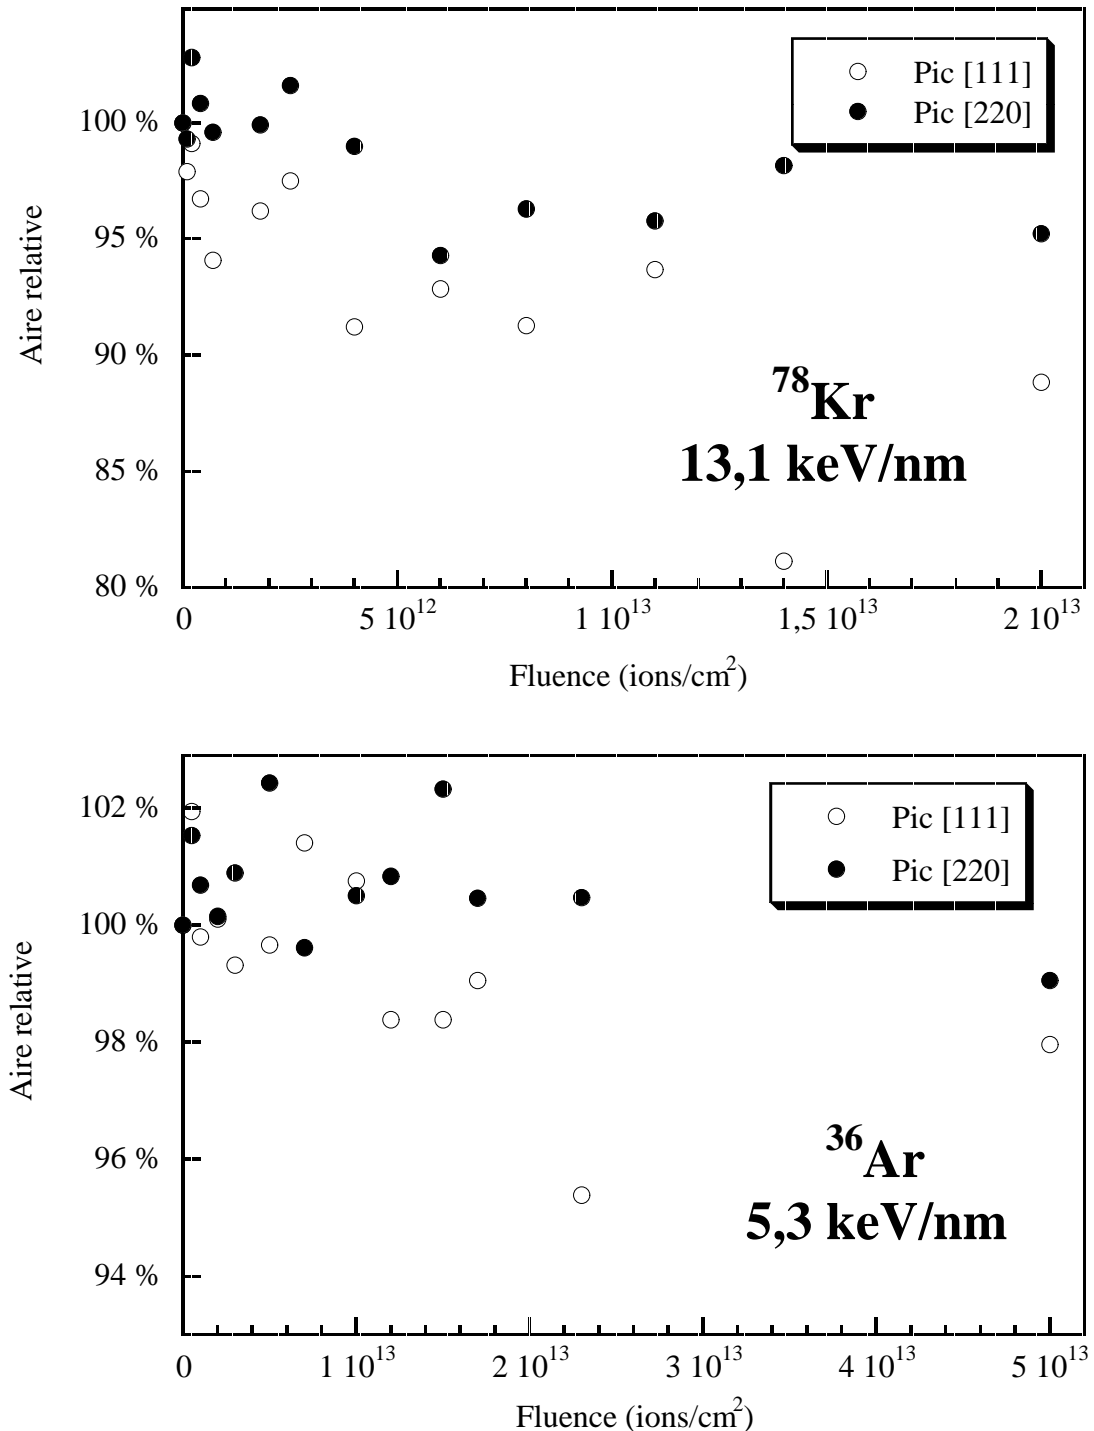 Pic [111]
Pic [220]
100 %
95 %
90 %
85 %
80 %
Aire relative
⁷⁸Kr
13,1 keV/nm
0 5 10¹² 1 10¹³ 1,5 10¹³ 2 10¹³
Fluence (ions/cm²)
Pic [111]
Pic [220]
102 %
100 %
98 %
96 %
94 %
Aire relative
³⁶Ar
5,3 keV/nm
0 1 10¹³ 2 10¹³ 3 10¹³ 4 10¹³ 5 10¹³
Fluence (ions/cm²)